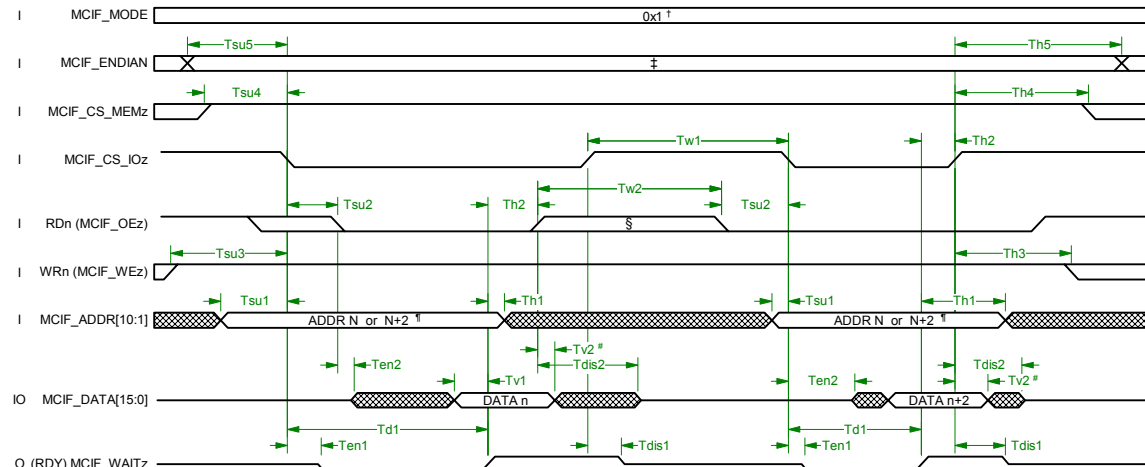 I MCIF_MODE 0x1 †
Tsu5 Th5
I MCIF_ENDIAN ‡
Tsu4 Th4
I MCIF_CS_MEMz
Tw1 Th2
I MCIF_CS_IOz
Tw2
Tsu2 Th2 Tsu2
I RDn (MCIF_OEz) §
Tsu3 Th3
I WRn (MCIF_WEz)
Tsu1 Th1 Tsu1 Th1
I MCIF_ADDR[10:1] ADDR N or N+2 ¶ ADDR N or N+2 ¶
Tv2 #
Ten2 Tdis2 Tdis2
Tv1 Ten2 Tv2 #
IO MCIF_DATA[15:0] DATA n DATA n+2
Td1 Td1
Ten1 Tdis1 Ten1 Tdis1
O (RDY) MCIF_WAITz